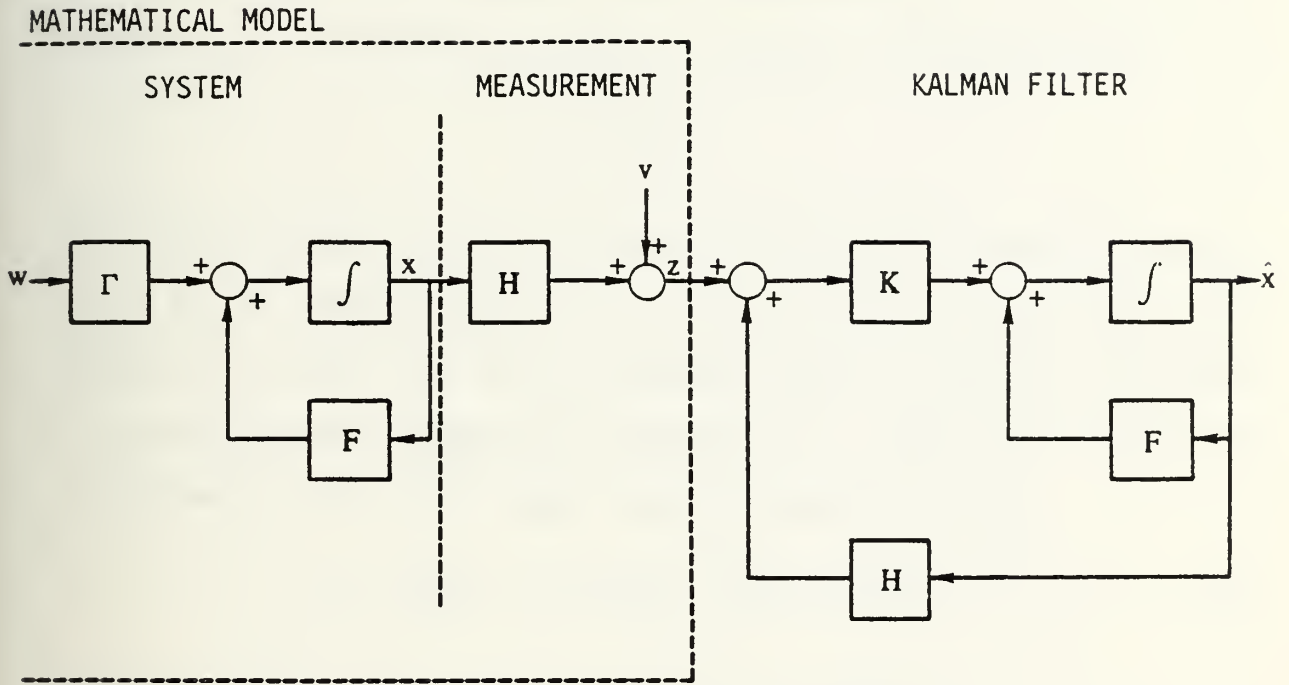 MATHEMATICAL MODEL
SYSTEM
MEASUREMENT
KALMAN FILTER
v
+
w
Γ
+
+
∫
x
H
+
z
+
+
K
+
+
∫
x̂
F
F
H